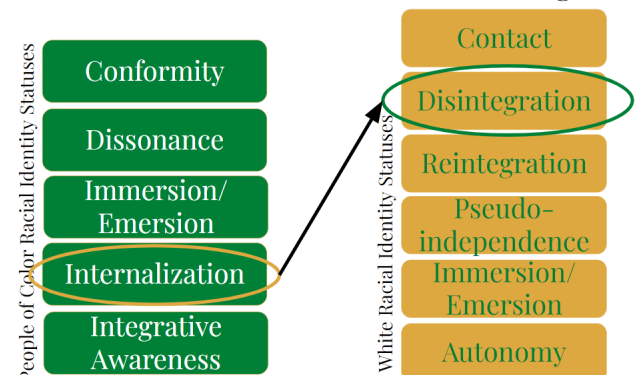 People of Color Racial Identity Statuses
Conformity
Dissonance
Immersion/
Emersion
Internalization
Integrative
Awareness
White Racial Identity Statuses
Contact
Disintegration
Reintegration
Pseudo-
independence
Immersion/
Emersion
Autonomy